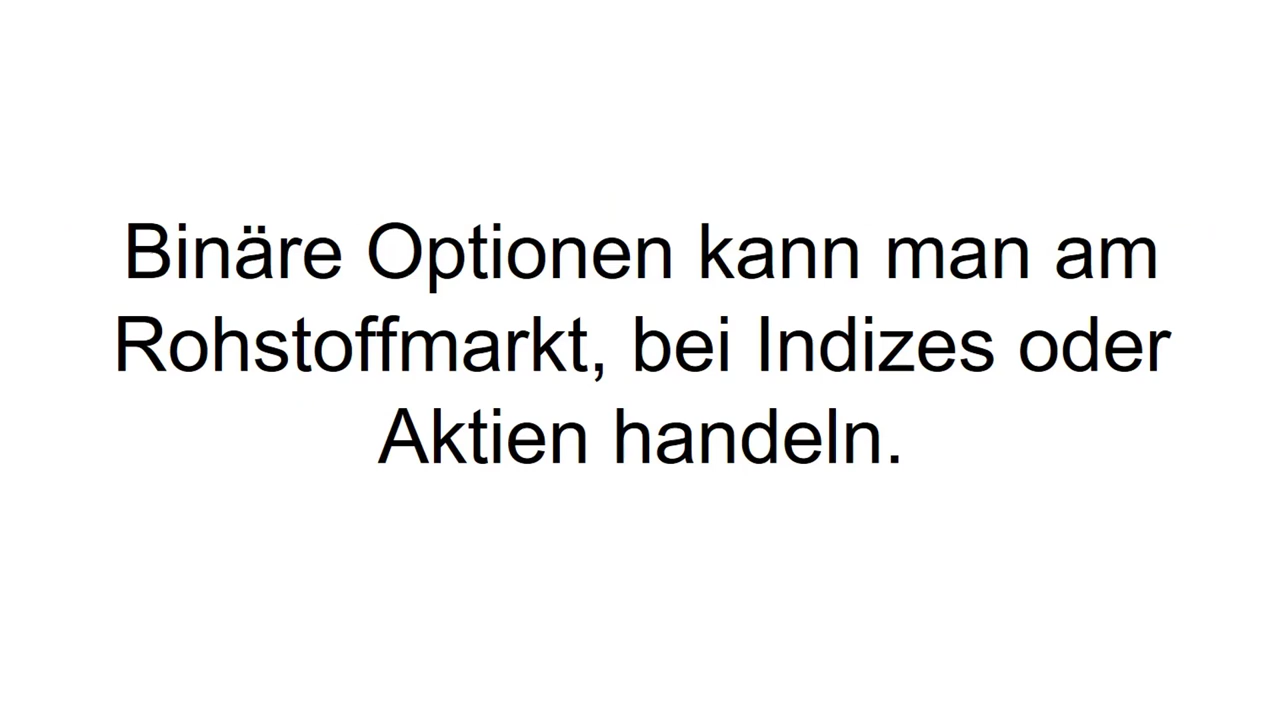 Binäre Optionen kann man am
Rohstoffmarkt, bei Indizes oder
Aktien handeln.